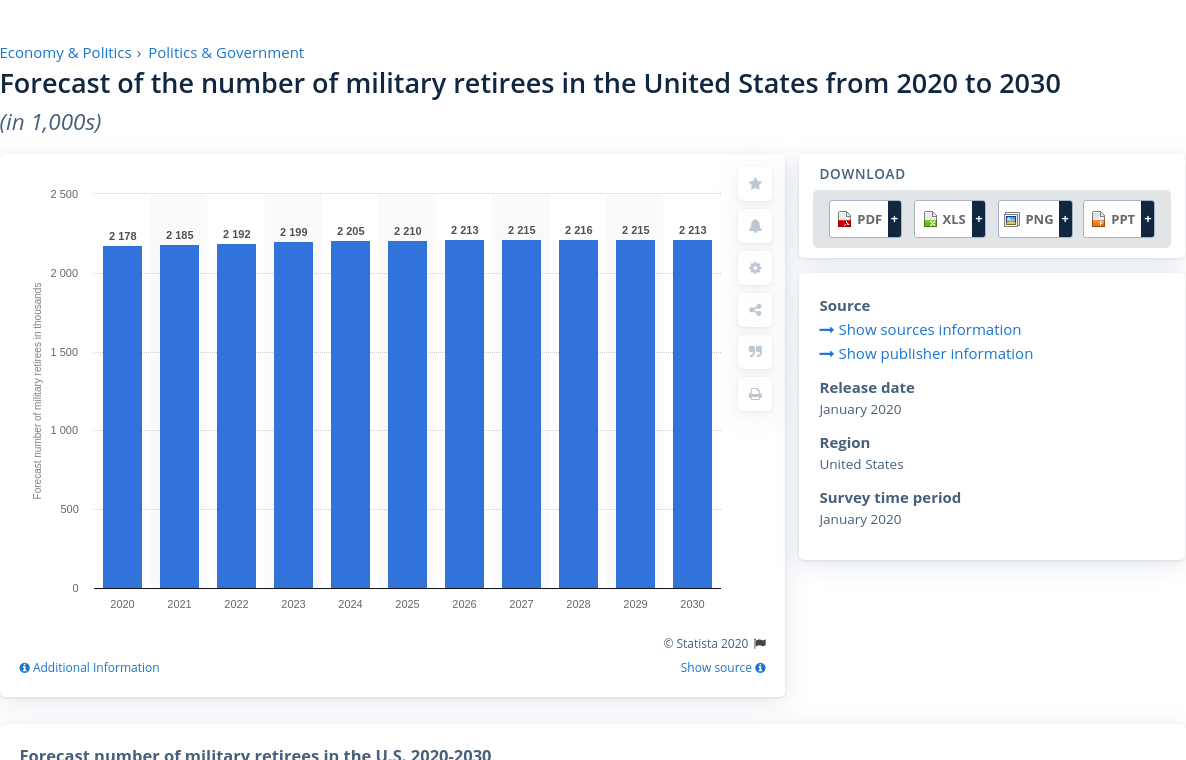 Economy & Politics › Politics & Government
Forecast of the number of military retirees in the United States from 2020 to 2030
(in 1,000s)
Forecast number of military retirees in thousands
2 500
2 000
1 500
1 000
500
0
2 178
2 185
2 192
2 199
2 205
2 210
2 213
2 215
2 216
2 215
2 213
2020
2021
2022
2023
2024
2025
2026
2027
2028
2029
2030
© Statista 2020
Additional Information
Show source
DOWNLOAD
PDF +
XLS +
PNG +
PPT +
Source
Show sources information
Show publisher information
Release date
January 2020
Region
United States
Survey time period
January 2020
Forecast number of military retirees in the U.S. 2020-2030